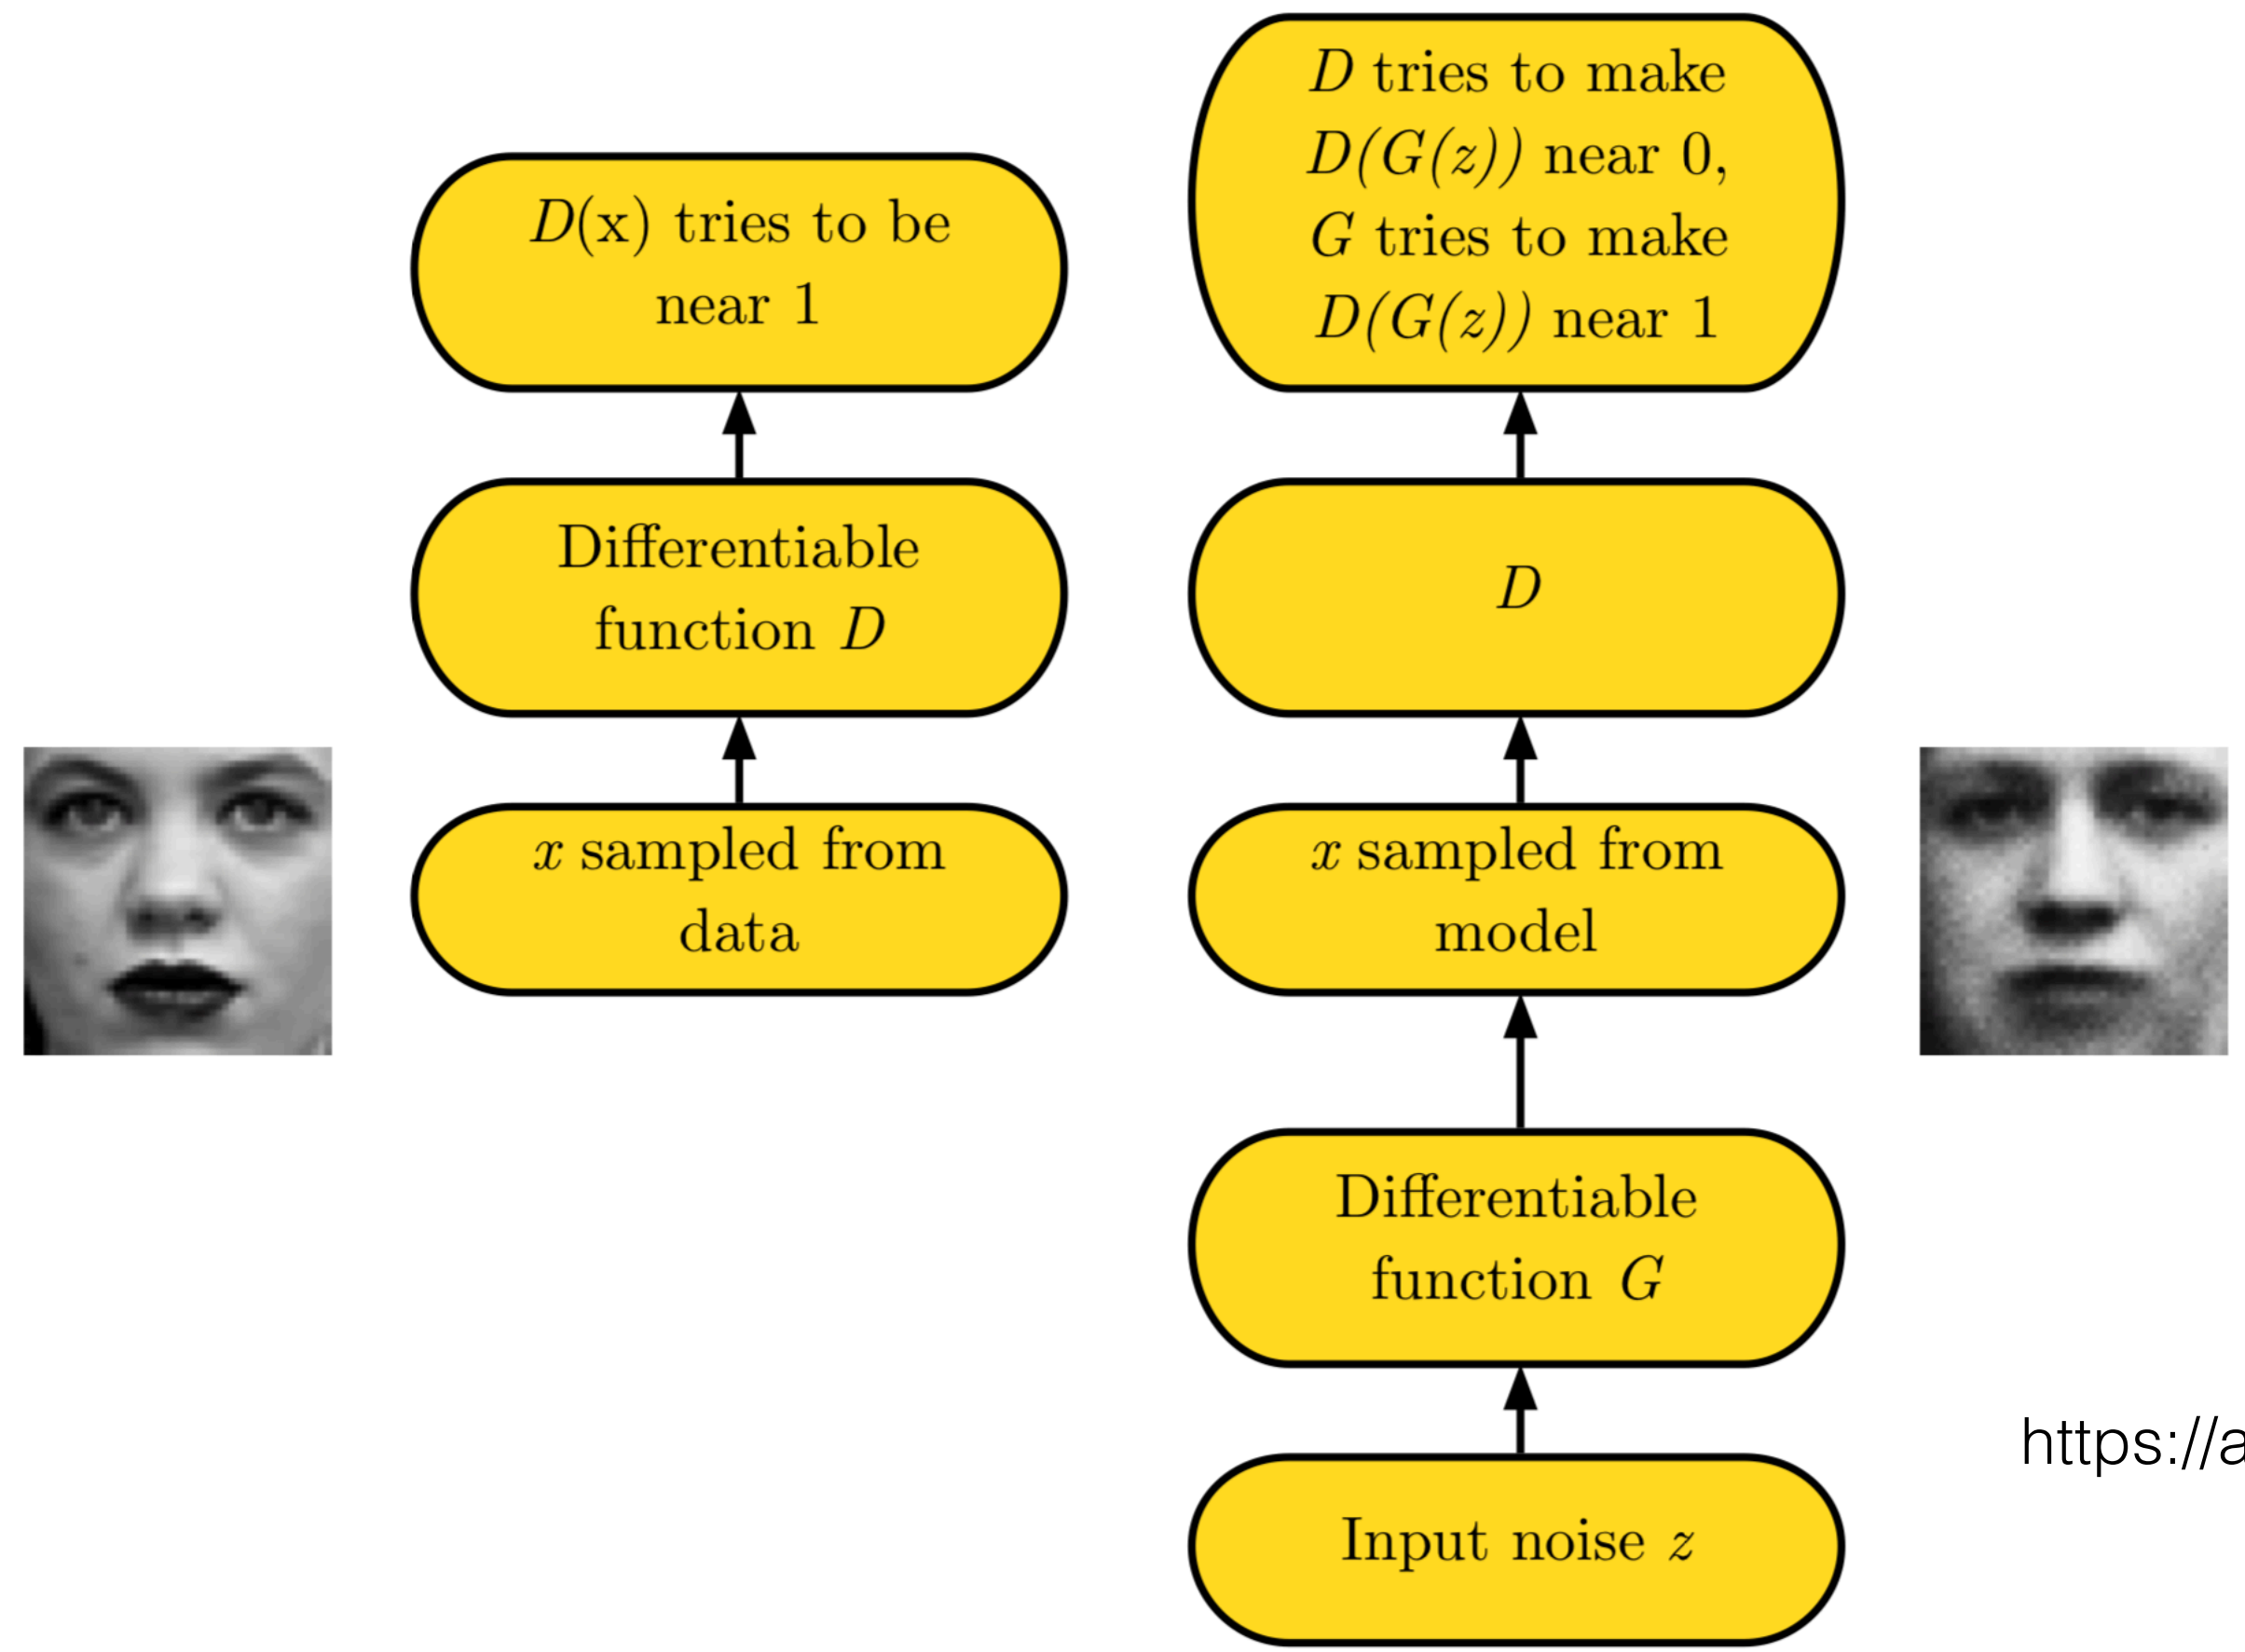 D(x) tries to be
near 1
Differentiable
function D
x sampled from
data
D tries to make
D(G(z)) near 0,
G tries to make
D(G(z)) near 1
D
x sampled from
model
Differentiable
function G
Input noise z
https://a